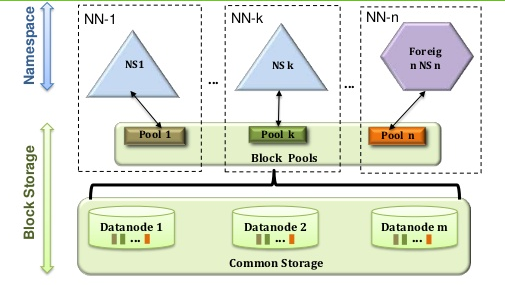 Namespace
NN-1
NN-k
NN-n
NS1
...
NS k
...
Foreig
n NS n
Block Storage
Pool 1
Pool k
Pool n
Block Pools
Datanode 1
...
Datanode 2
...
Datanode m
...
Common Storage